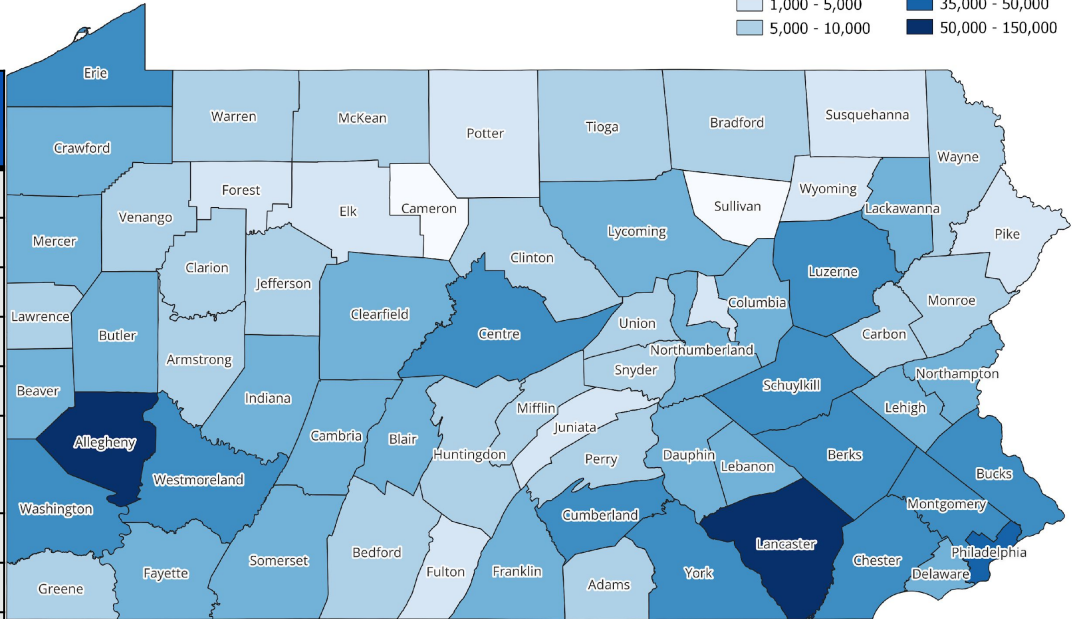 1,000 - 5,000
35,000 - 50,000
5,000 - 10,000
50,000 - 150,000
Erie
Warren
McKean
Potter
Tioga
Bradford
Susquehanna
Crawford
Wayne
Forest
Elk
Cameron
Sullivan
Wyoming
Lackawanna
Venango
Mercer
Lycoming
Pike
Clarion
Clinton
Luzerne
Jefferson
Lawrence
Butler
Clearfield
Centre
Union
Columbia
Monroe
Armstrong
Northumberland
Carbon
Snyder
Beaver
Indiana
Schuylkill
Northampton
Mifflin
Lehigh
Allegheny
Cambria
Blair
Juniata
Huntingdon
Perry
Dauphin
Lebanon
Berks
Westmoreland
Bucks
Washington
Cumberland
Montgomery
Lancaster
Philadelphia
Greene
Fayette
Somerset
Bedford
Fulton
Franklin
Adams
York
Chester
Delaware